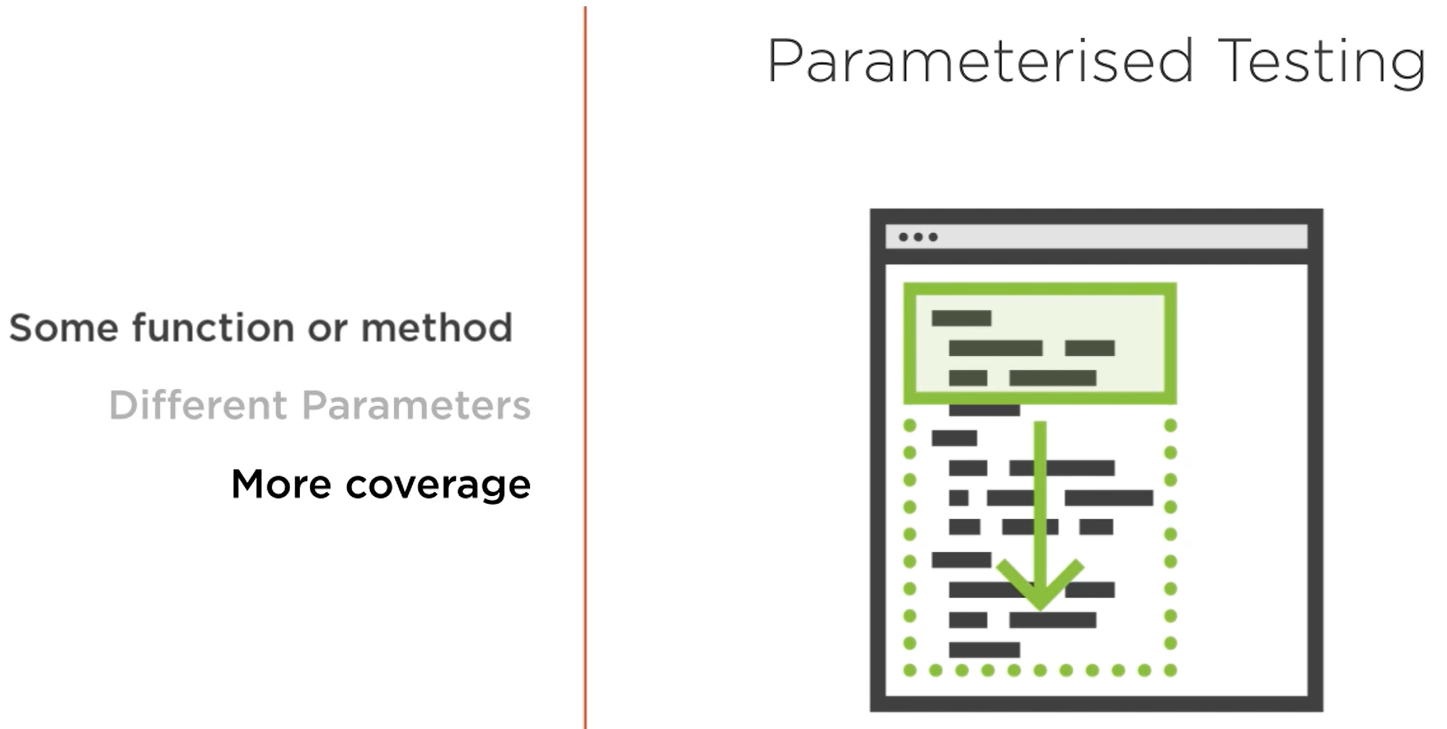 Parameterised Testing
Some function or method
Different Parameters
More coverage